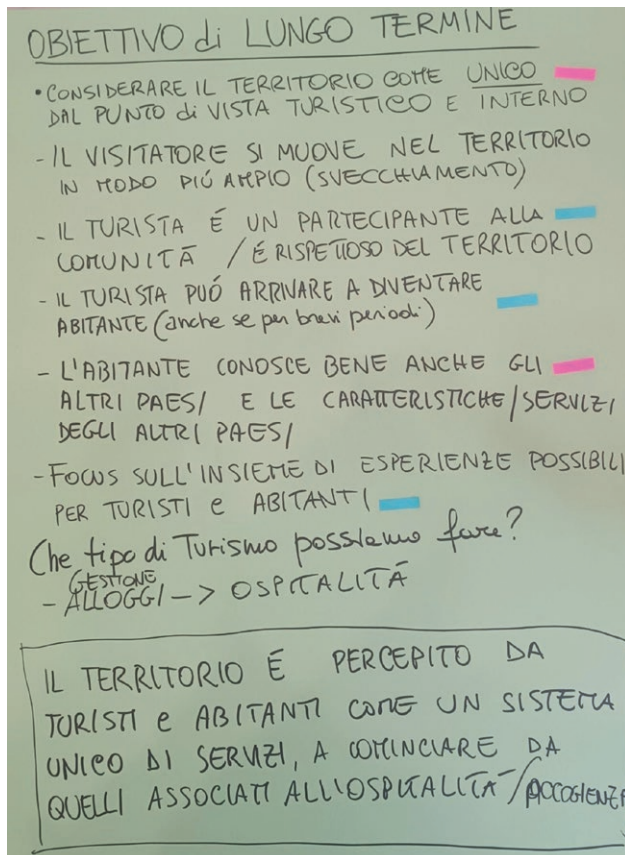 OBIETTIVO di LUNGO TERMINE
• CONSIDERARE IL TERRITORIO COME UNICO
DAL PUNTO di VISTA TURISTICO E INTERNO
- IL VISITATORE SI MUOVE NEL TERRITORIO
IN MODO PIÚ AMPIO (SVECCHIAMENTO)
- IL TURISTA É UN PARTECIPANTE ALLA
COMUNITÁ / É RISPETTOSO DEL TERRITORIO
- IL TURISTA PUÓ ARRIVARE A DIVENTARE
ABITANTE (anche se per brevi periodi)
- L'ABITANTE CONOSCE BENE ANCHE GLI
ALTRI PAESI E LE CARATTERISTICHE/SERVIZI
DEGLI ALTRI PAESI
- FOCUS SULL'INSIEME DI ESPERIENZE POSSIBILI
PER TURISTI e ABITANTI
Che tipo di Turismo possiamo fare?
GESTIONE
- ALLOGGI -> OSPITALITÁ
IL TERRITORIO É PERCEPITO DA
TURISTI e ABITANTI COME UN SISTEMA
UNICO DI SERVIZI, A COMINCIARE DA
QUELLI ASSOCIATI ALL'OSPITALITÁ/ACCOGLIENZA